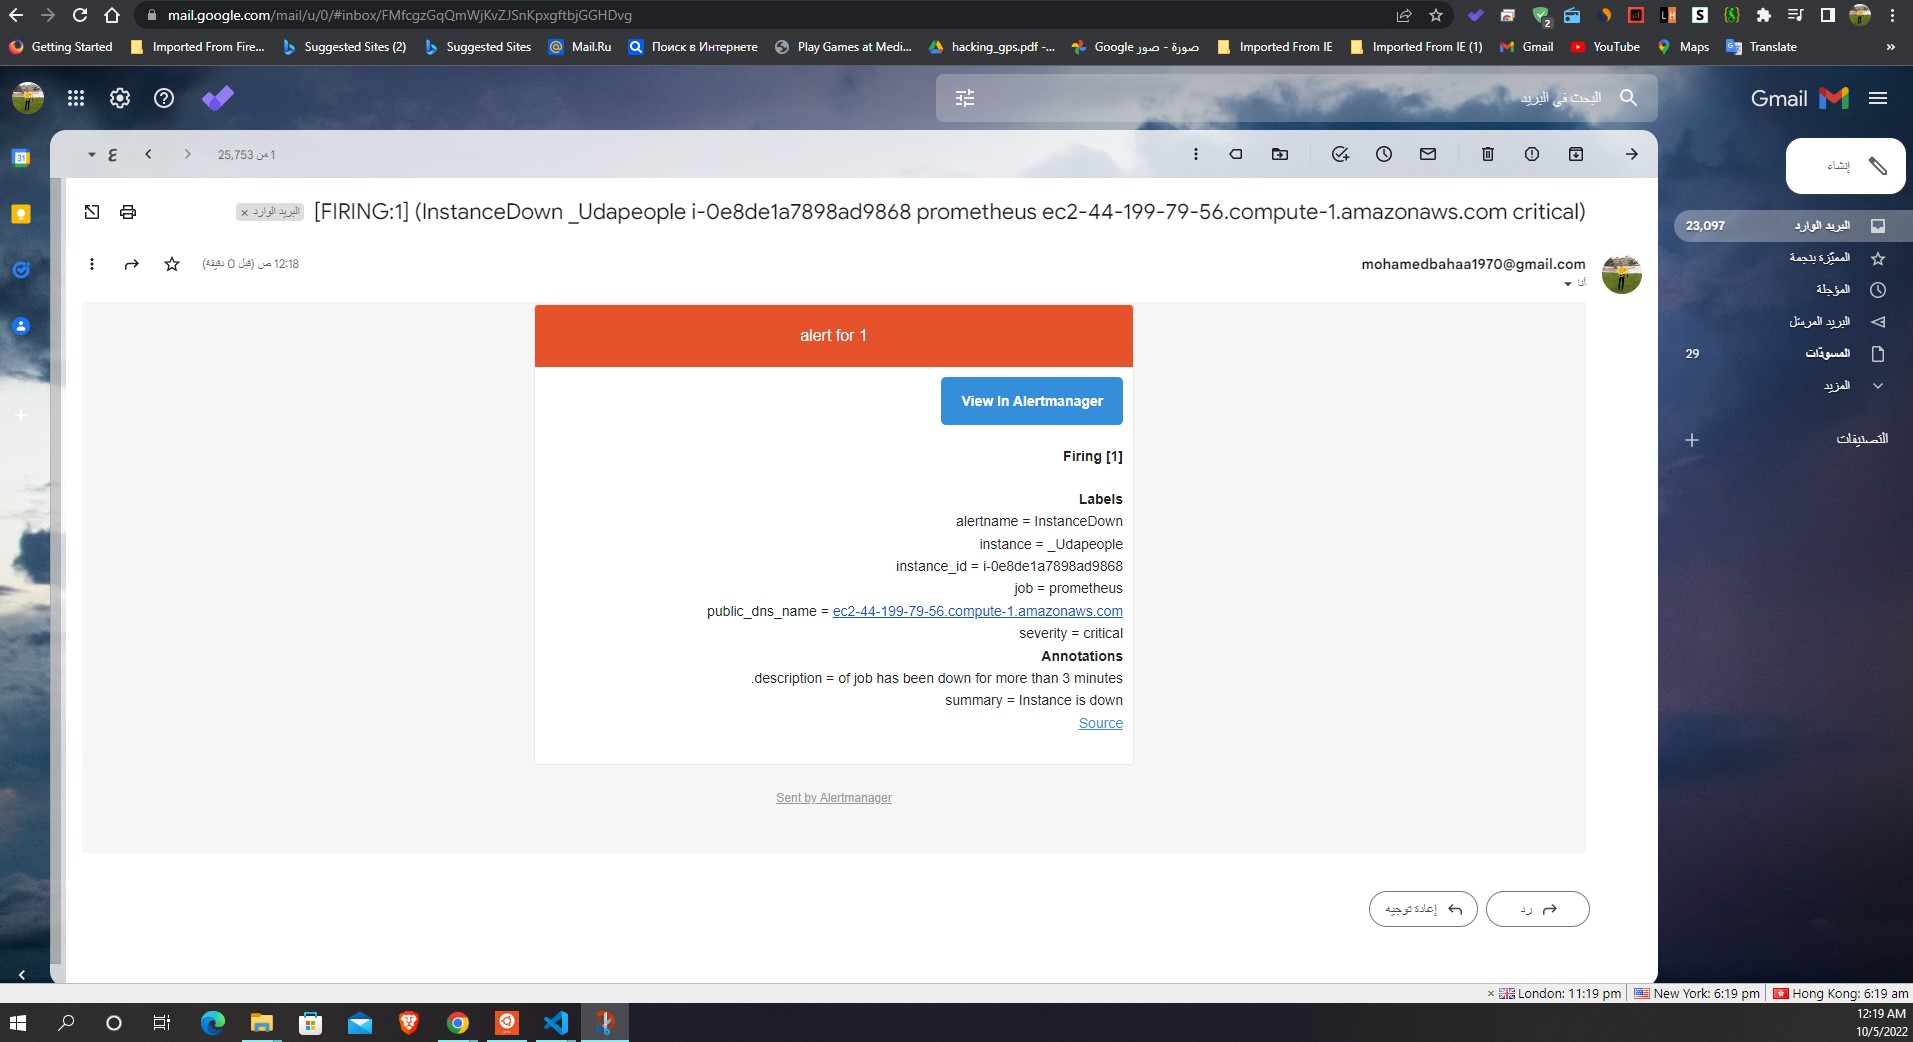 mail.google.com/mail/u/0/#inbox/FMfcgzGqQmWjKvZJSnKpxgftbjGGHDvg
2
Getting Started
Imported From Fire...
Suggested Sites (2)
Suggested Sites
Mail.Ru
Поиск в Интернете
Play Games at Medi...
hacking_gps.pdf -...
صورة - صور Google
Imported From IE
Imported From IE (1)
Gmail
YouTube
Maps
Translate
»
Gmail
البحث في البريد
31
1 من 25,753
ع
إنشاء
البريد الوارد 23,097
المميّزة بنجمة
المؤجلة
البريد المرسَل
المسودّات 29
المزيد
التصنيفات
[FIRING:1] (InstanceDown _Udapeople i-0e8de1a7898ad9868 prometheus ec2-44-199-79-56.compute-1.amazonaws.com critical)
البريد الوارد ×
mohamedbahaa1970@gmail.com
أنا
12:18 ص (قبل 0 دقيقة)
alert for 1
View In Alertmanager
Firing [1]
Labels
alertname = InstanceDown
instance = _Udapeople
instance_id = i-0e8de1a7898ad9868
job = prometheus
public_dns_name = ec2-44-199-79-56.compute-1.amazonaws.com
severity = critical
Annotations
.description = of job has been down for more than 3 minutes
summary = Instance is down
Source
Sent by Alertmanager
رد
إعادة توجيه
× London: 11:19 pm
New York: 6:19 pm
Hong Kong: 6:19 am
12:19 AM
10/5/2022